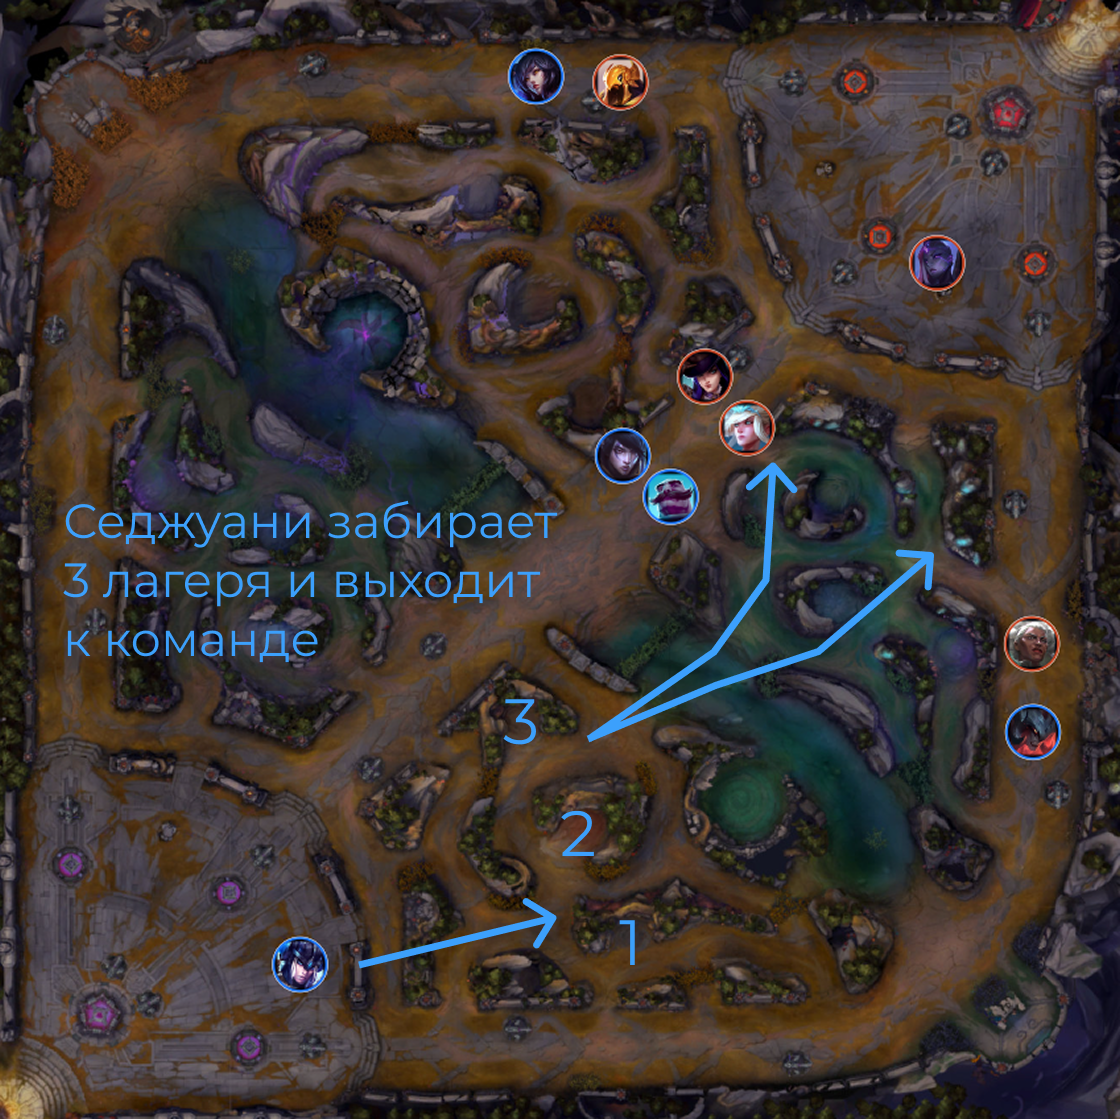 Седжуани забирает
3 лагеря и выходит
к команде
3
2
1